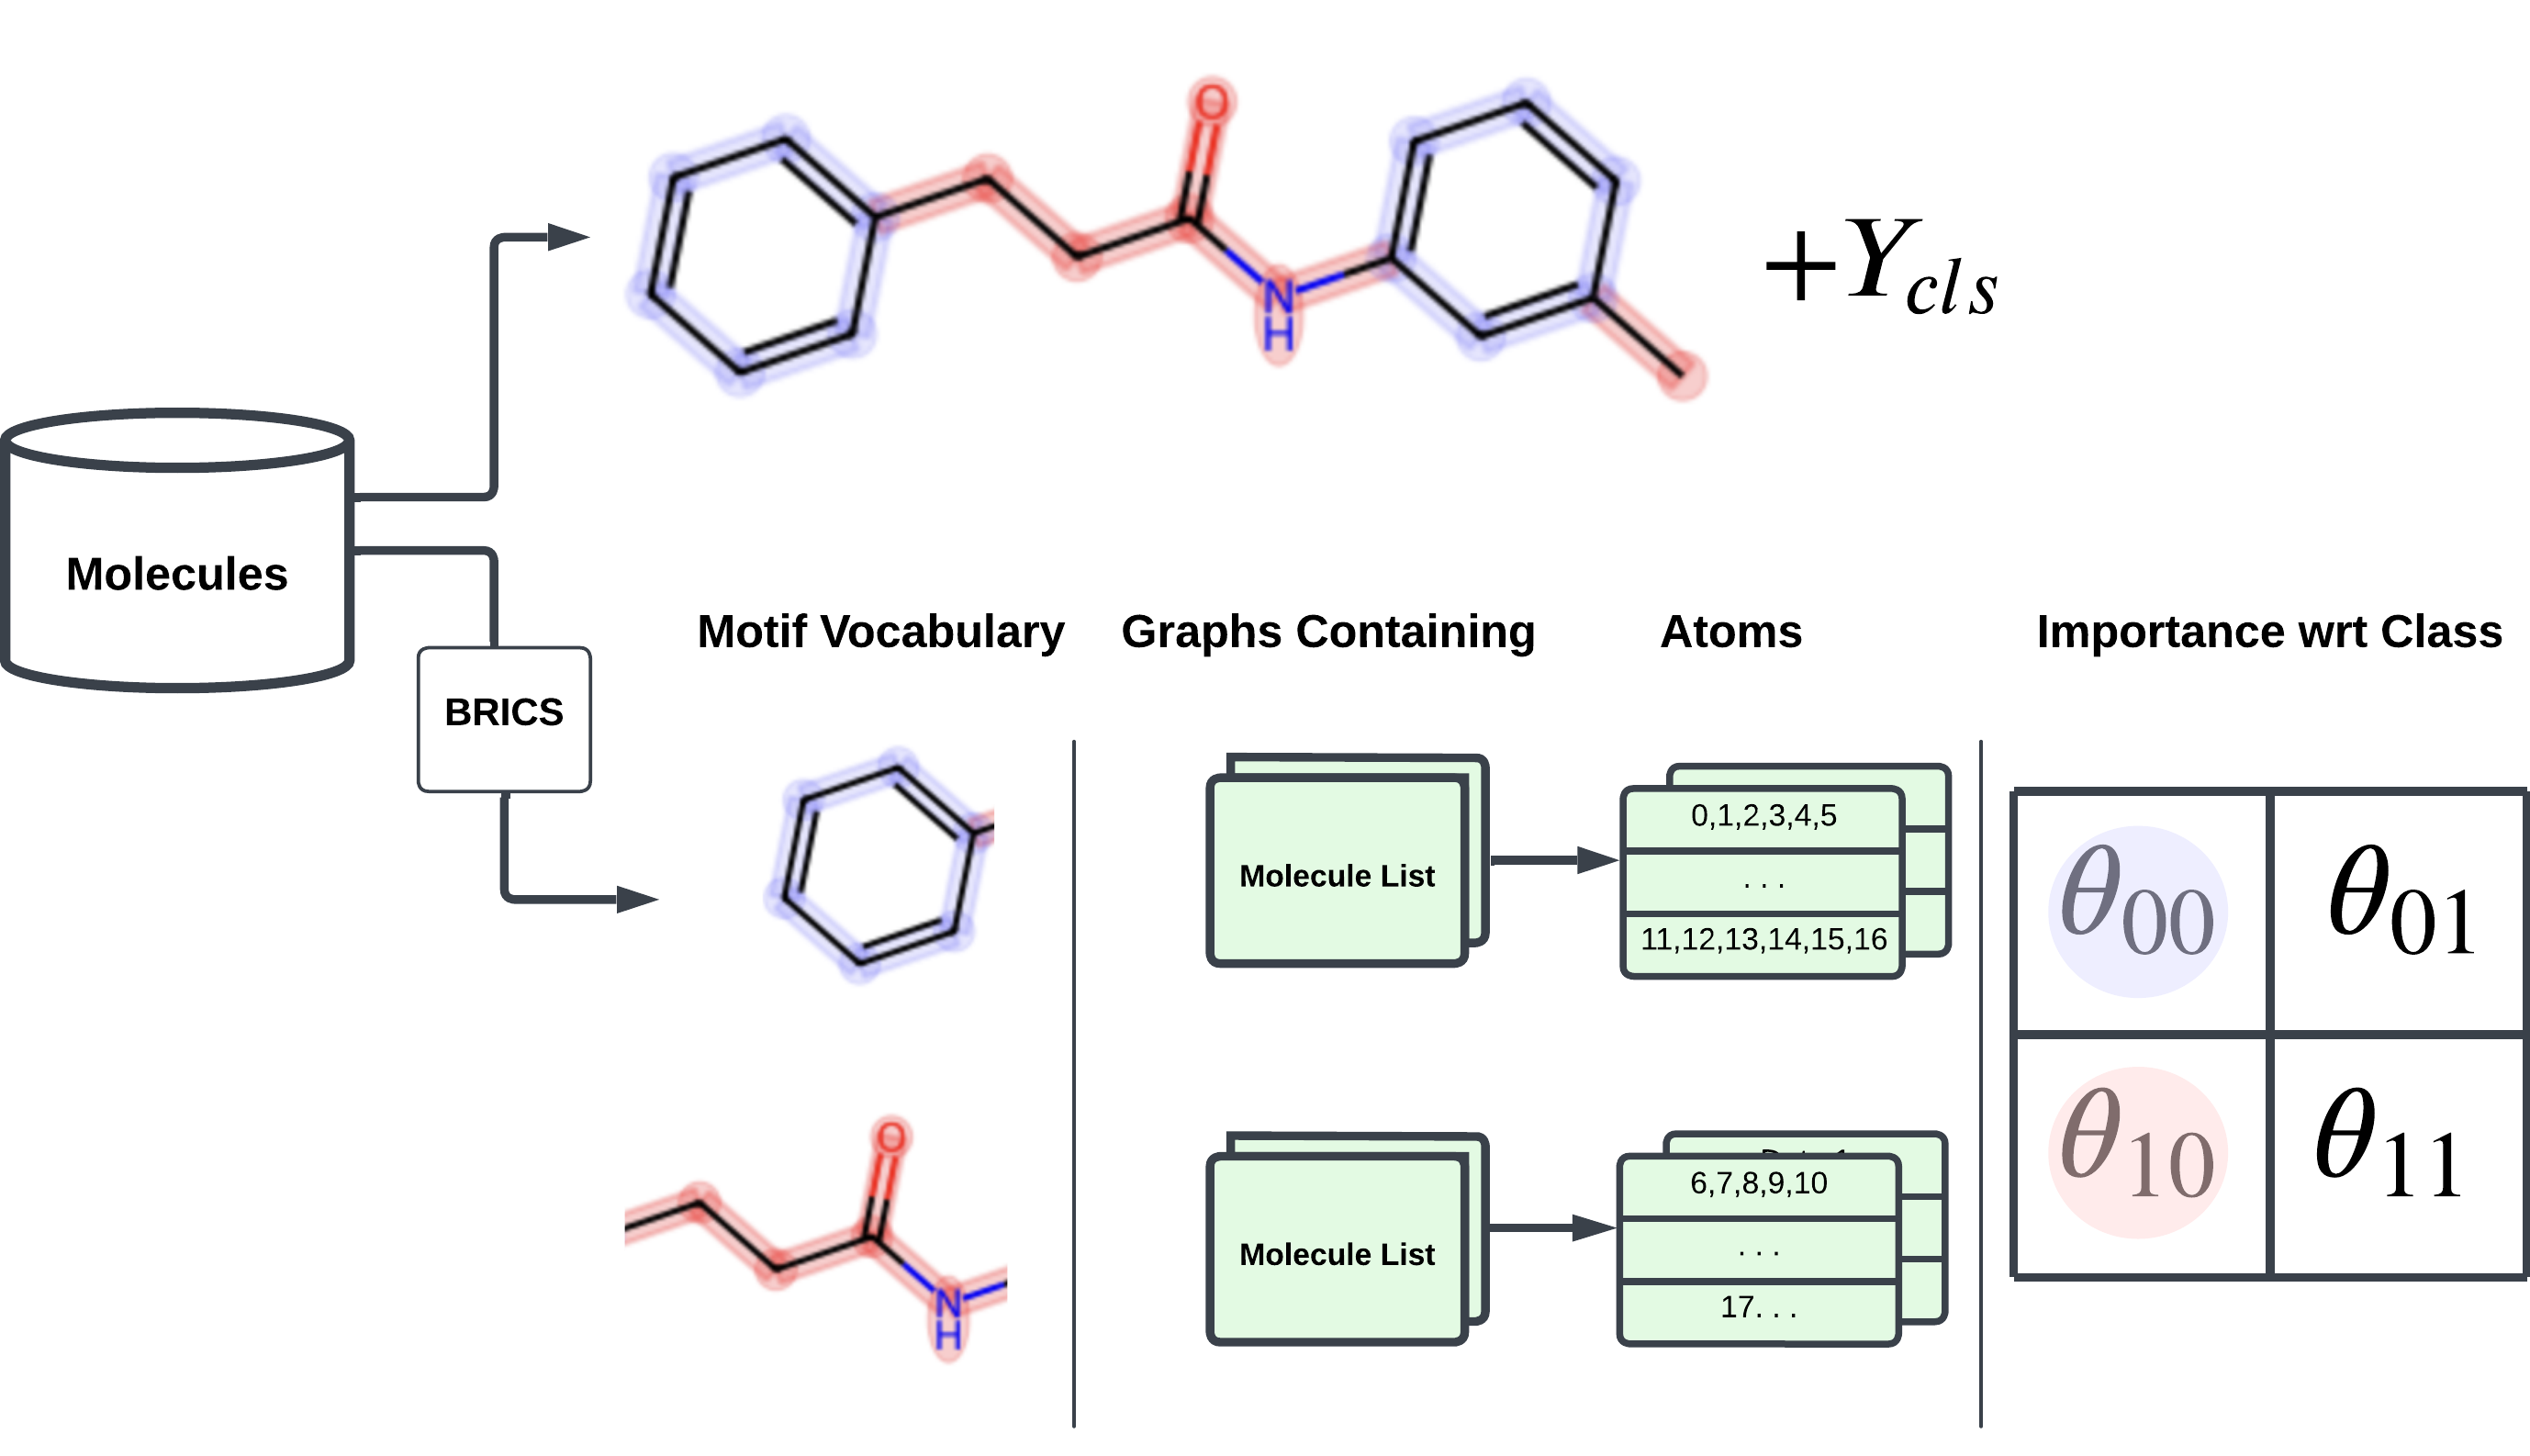 O
N
H
+Y_cls
Molecules
BRICS
Motif Vocabulary Graphs Containing Atoms Importance wrt Class
Molecule List
0,1,2,3,4,5
. . .
11,12,13,14,15,16
θ00 θ01
O
N
H
Molecule List
6,7,8,9,10
. . .
17. . .
θ10 θ11